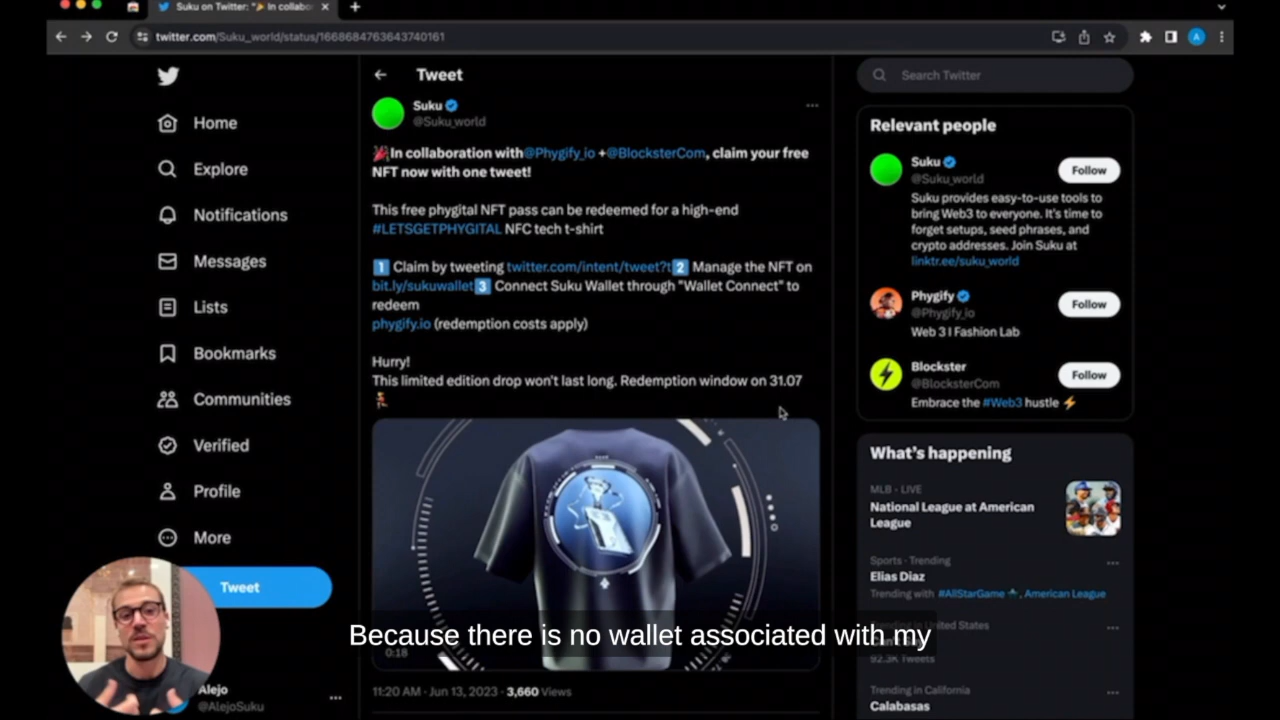 Suku on Twitter: "🎉 In collabo
twitter.com/Suku_world/status/1668684763643740161
A
Home
Explore
Notifications
Messages
Lists
Bookmarks
Communities
Verified
Profile
More
Tweet
Alejo
@AlejoSuku
Tweet
Suku
@Suku_world
🎉In collaboration with@Phygify_io +@BlocksterCom, claim your free
NFT now with one tweet!
This free phygital NFT pass can be redeemed for a high-end
#LETSGETPHYGITAL NFC tech t-shirt
1️⃣ Claim by tweeting twitter.com/intent/tweet?t2️⃣ Manage the NFT on
bit.ly/sukuwallet3️⃣ Connect Suku Wallet through "Wallet Connect" to
redeem
phygify.io (redemption costs apply)
Hurry!
This limited edition drop won't last long. Redemption window on 31.07
🏃
0:18
Because there is no wallet associated with my
11:20 AM · Jun 13, 2023 · 3,660 Views
Search Twitter
Relevant people
Suku
@Suku_world
Follow
Suku provides easy-to-use tools to
bring Web3 to everyone. It's time to
forget setups, seed phrases, and
crypto addresses. Join Suku at
linktr.ee/suku_world
Phygify
@Phygify_io
Follow
Web 3 I Fashion Lab
Blockster
@BlocksterCom
Follow
Embrace the #Web3 hustle ⚡
What's happening
MLB · LIVE
National League at American
League
Sports · Trending
Elias Diaz
Trending with #AllStarGame, American League
United States
92.3K Tweets
Trending in California
Calabasas